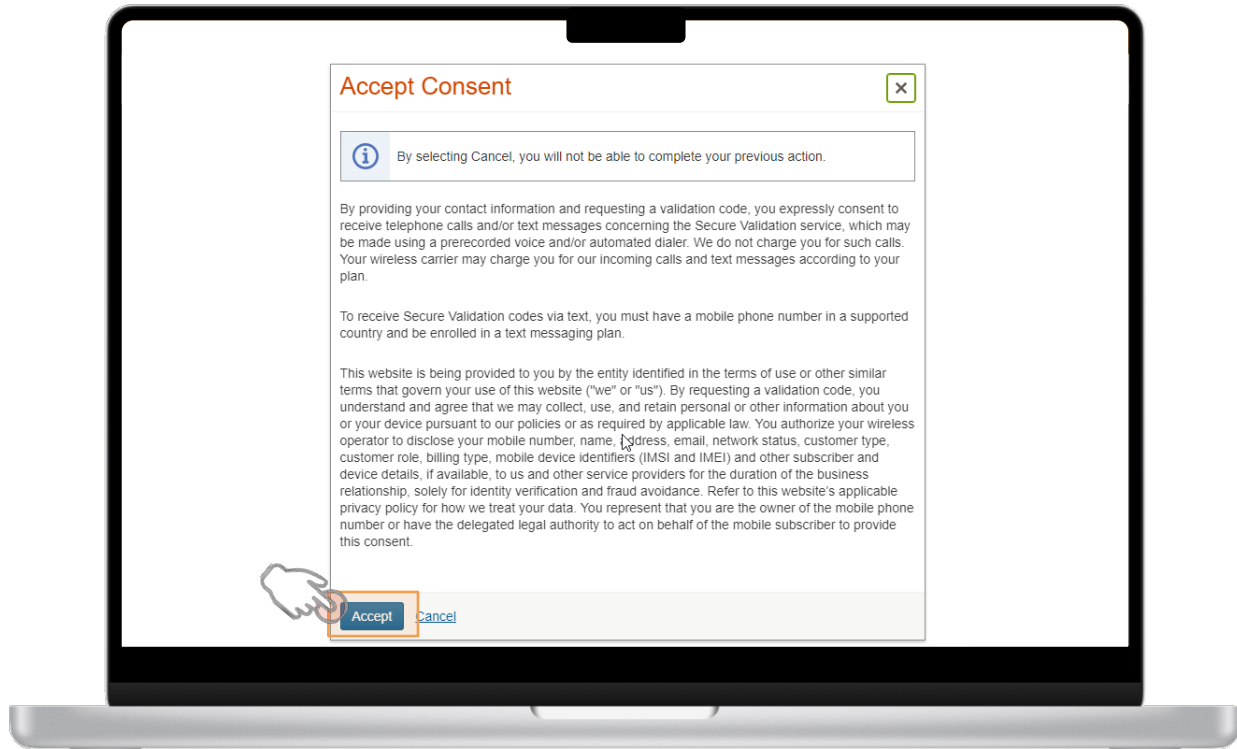 Accept Consent
By selecting Cancel, you will not be able to complete your previous action.
By providing your contact information and requesting a validation code, you expressly consent to
receive telephone calls and/or text messages concerning the Secure Validation service, which may
be made using a prerecorded voice and/or automated dialer. We do not charge you for such calls.
Your wireless carrier may charge you for our incoming calls and text messages according to your
plan.
To receive Secure Validation codes via text, you must have a mobile phone number in a supported
country and be enrolled in a text messaging plan.
This website is being provided to you by the entity identified in the terms of use or other similar
terms that govern your use of this website ("we" or "us"). By requesting a validation code, you
understand and agree that we may collect, use, and retain personal or other information about you
or your device pursuant to our policies or as required by applicable law. You authorize your wireless
operator to disclose your mobile number, name, address, email, network status, customer type,
customer role, billing type, mobile device identifiers (IMSI and IMEI) and other subscriber and
device details, if available, to us and other service providers for the duration of the business
relationship, solely for identity verification and fraud avoidance. Refer to this website’s applicable
privacy policy for how we treat your data. You represent that you are the owner of the mobile phone
number or have the delegated legal authority to act on behalf of the mobile subscriber to provide
this consent.
Accept Cancel